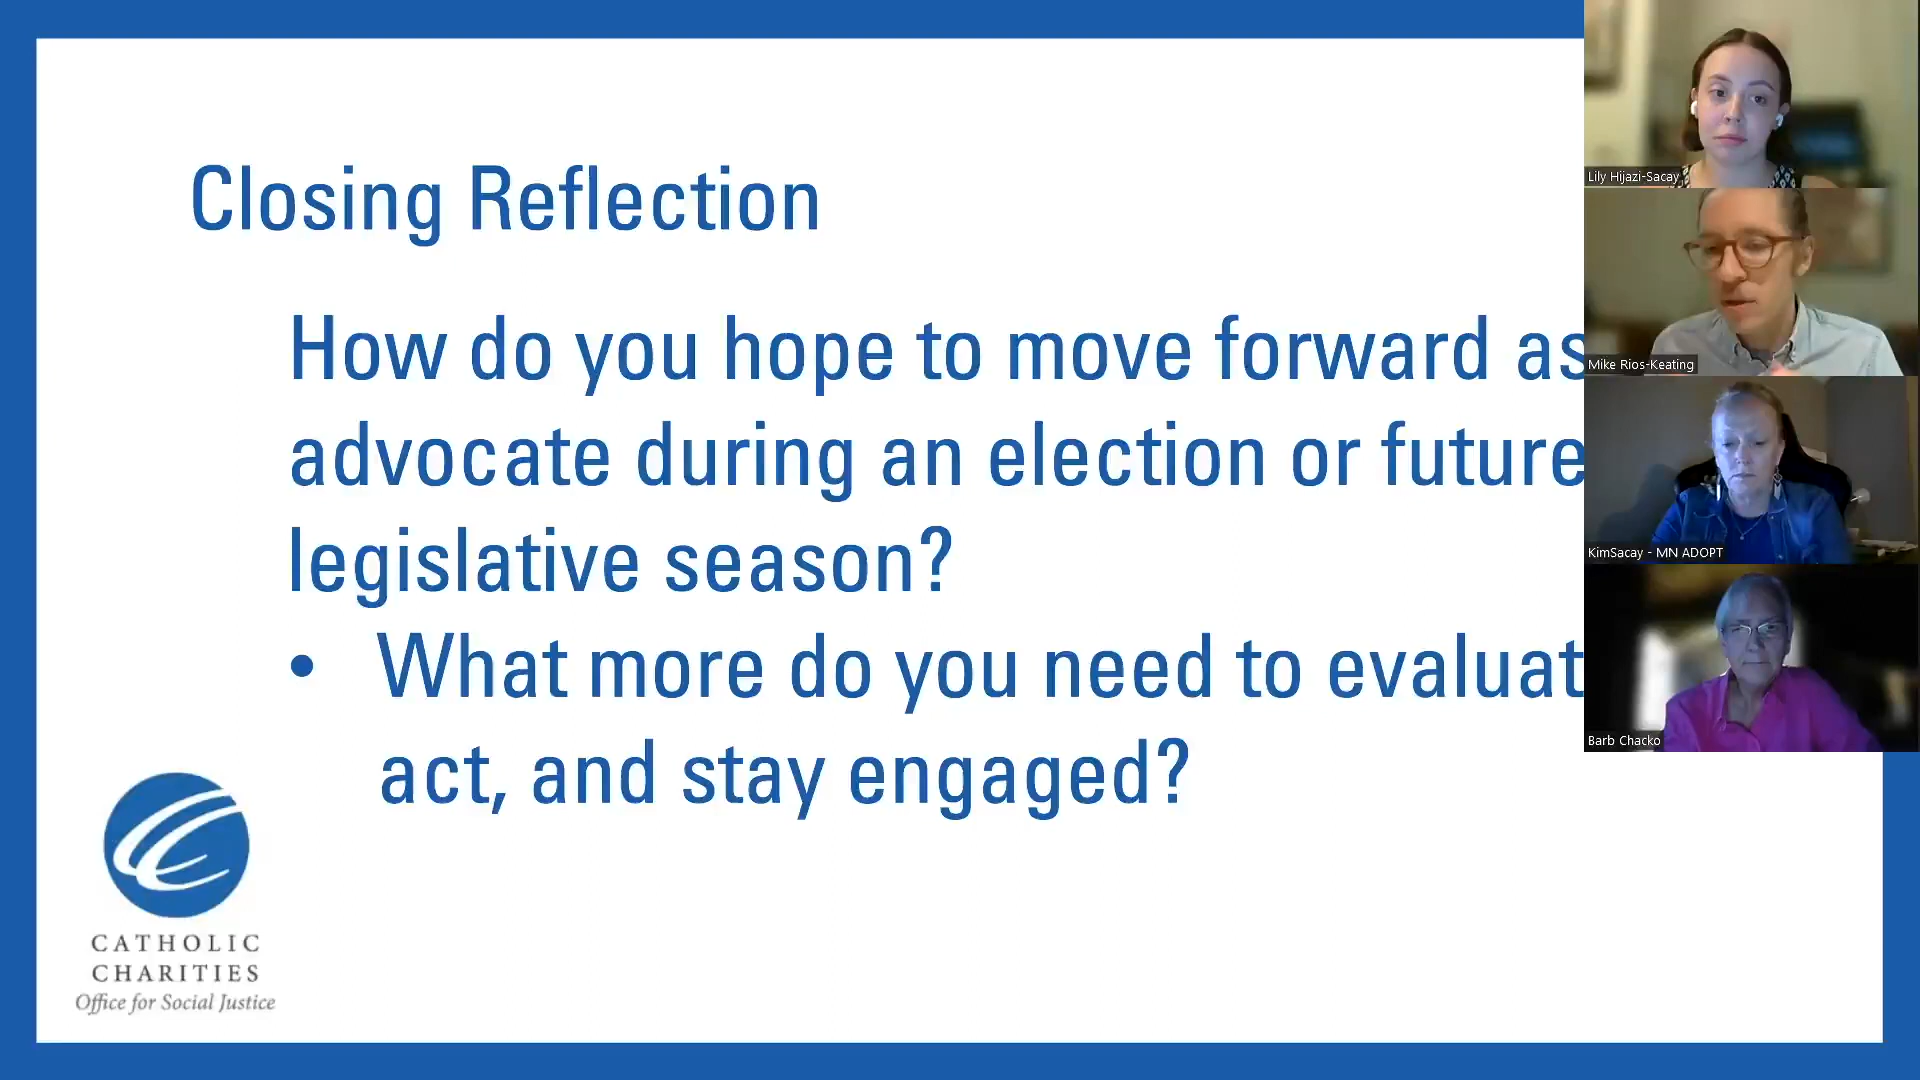 Closing Reflection
How do you hope to move forward as
advocate during an election or future
legislative season?
• What more do you need to evaluat
act, and stay engaged?
CATHOLIC
CHARITIES
Office for Social Justice
Lily Hijazi-Sacay
Mike Rios-Keating
KimSacay - MN ADOPT
Barb Chacko